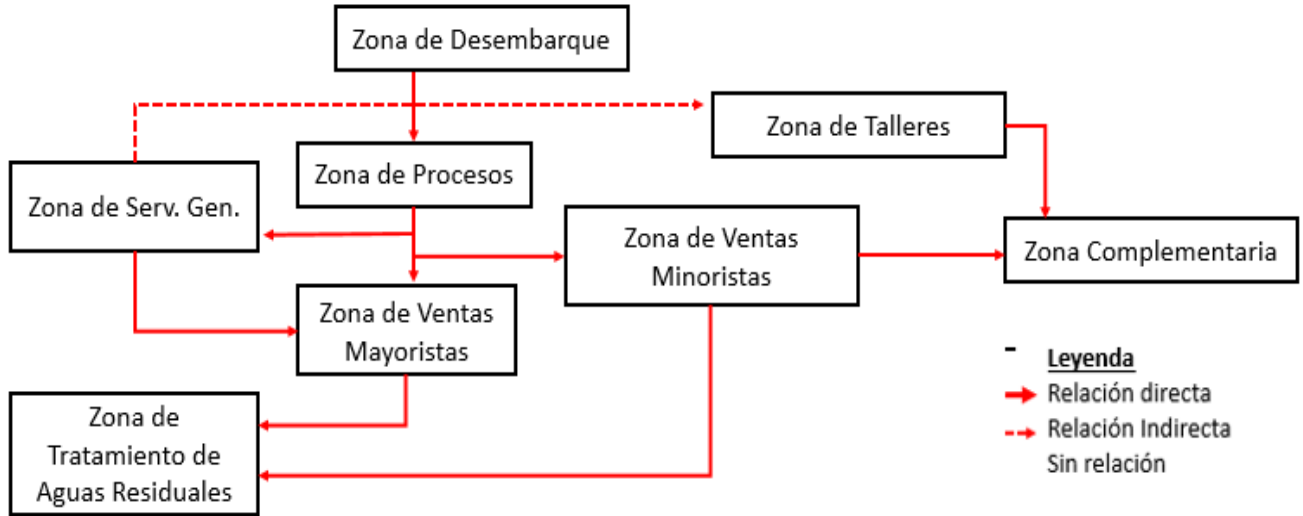 Zona de Desembarque
Zona de Talleres
Zona de Procesos
Zona de Serv. Gen.
Zona de Ventas
Minoristas
Zona Complementaria
Zona de Ventas
Mayoristas
Zona de
Tratamiento de
Aguas Residuales
- Leyenda
Relación directa
Relación Indirecta
Sin relación